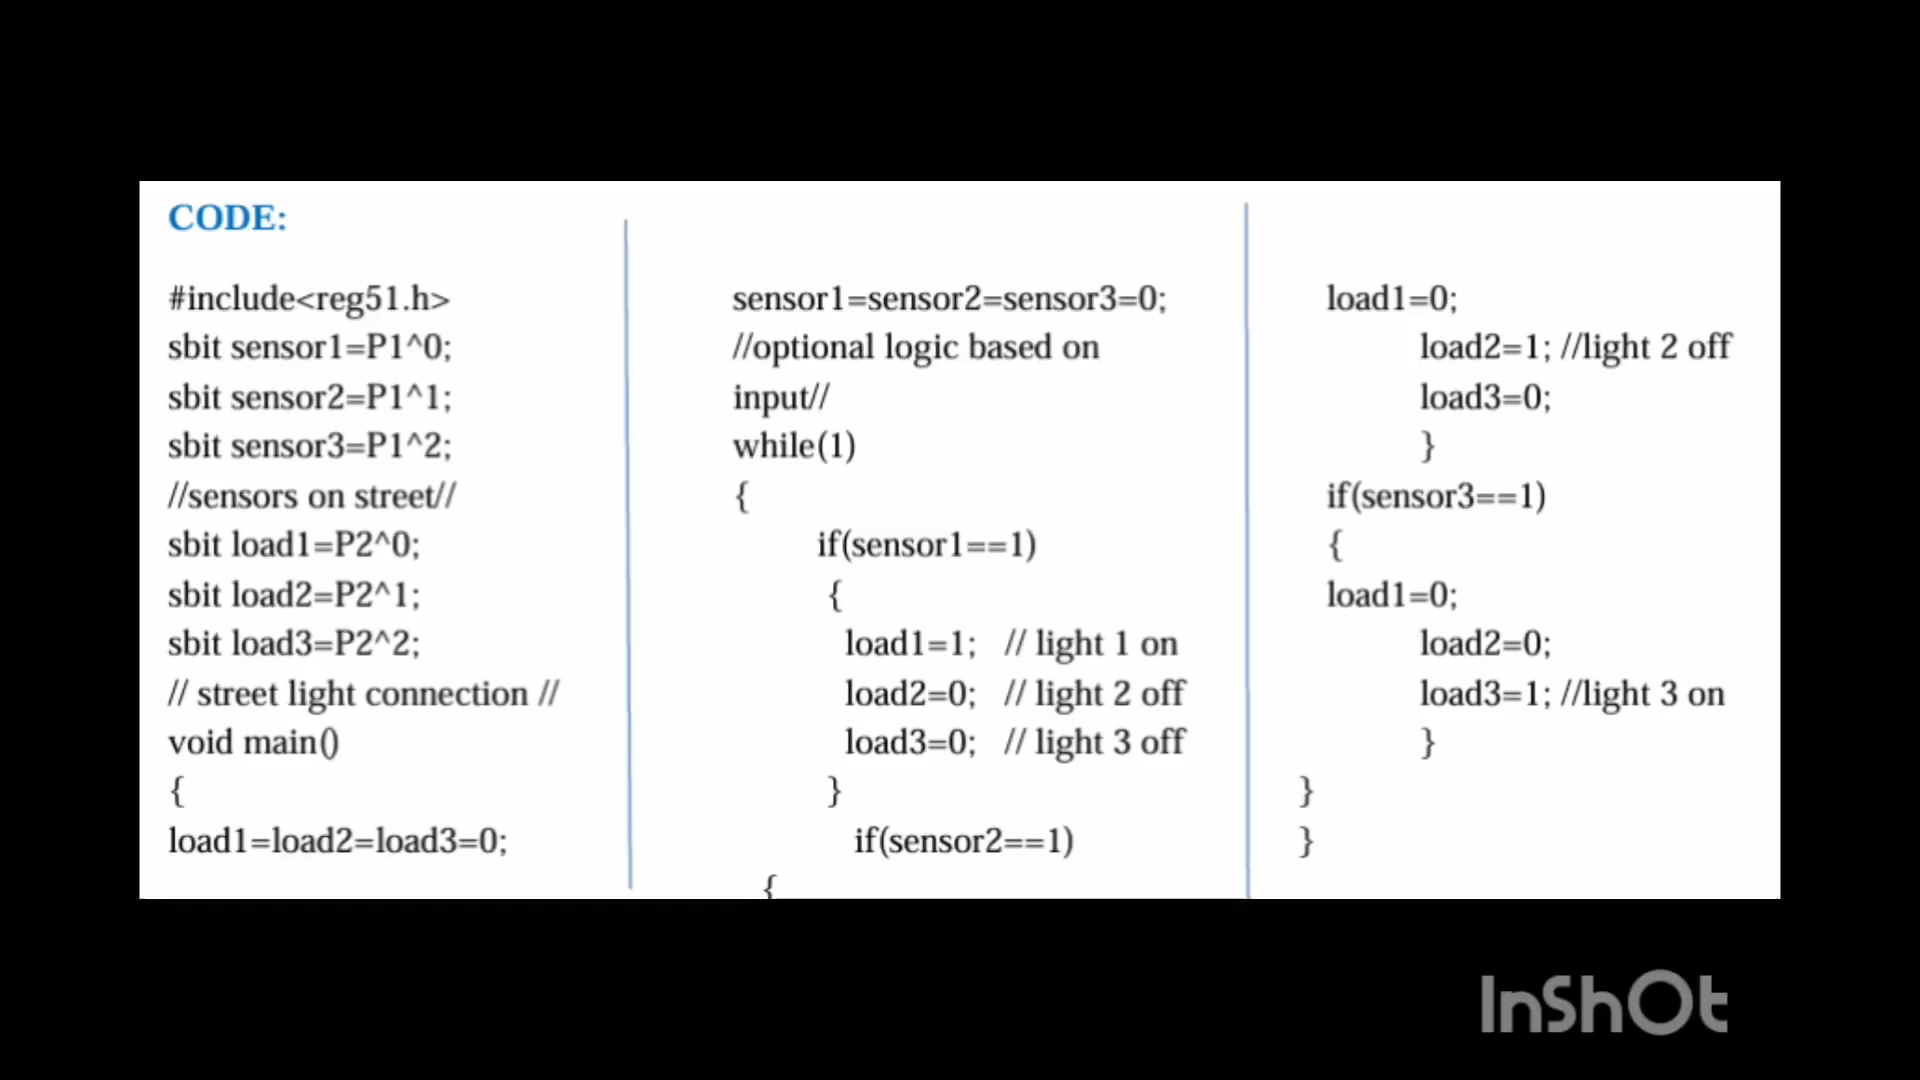 CODE:
#include<reg51.h>
sbit sensor1=P1^0;
sbit sensor2=P1^1;
sbit sensor3=P1^2;
//sensors on street//
sbit load1=P2^0;
sbit load2=P2^1;
sbit load3=P2^2;
// street light connection //
void main()
{
load1=load2=load3=0;
sensor1=sensor2=sensor3=0;
//optional logic based on
input//
while(1)
{
if(sensor1==1)
{
load1=1; // light 1 on
load2=0; // light 2 off
load3=0; // light 3 off
}
if(sensor2==1)
{
load1=0;
load2=1; //light 2 off
load3=0;
}
if(sensor3==1)
{
load1=0;
load2=0;
load3=1; //light 3 on
}
}
}
InShOt